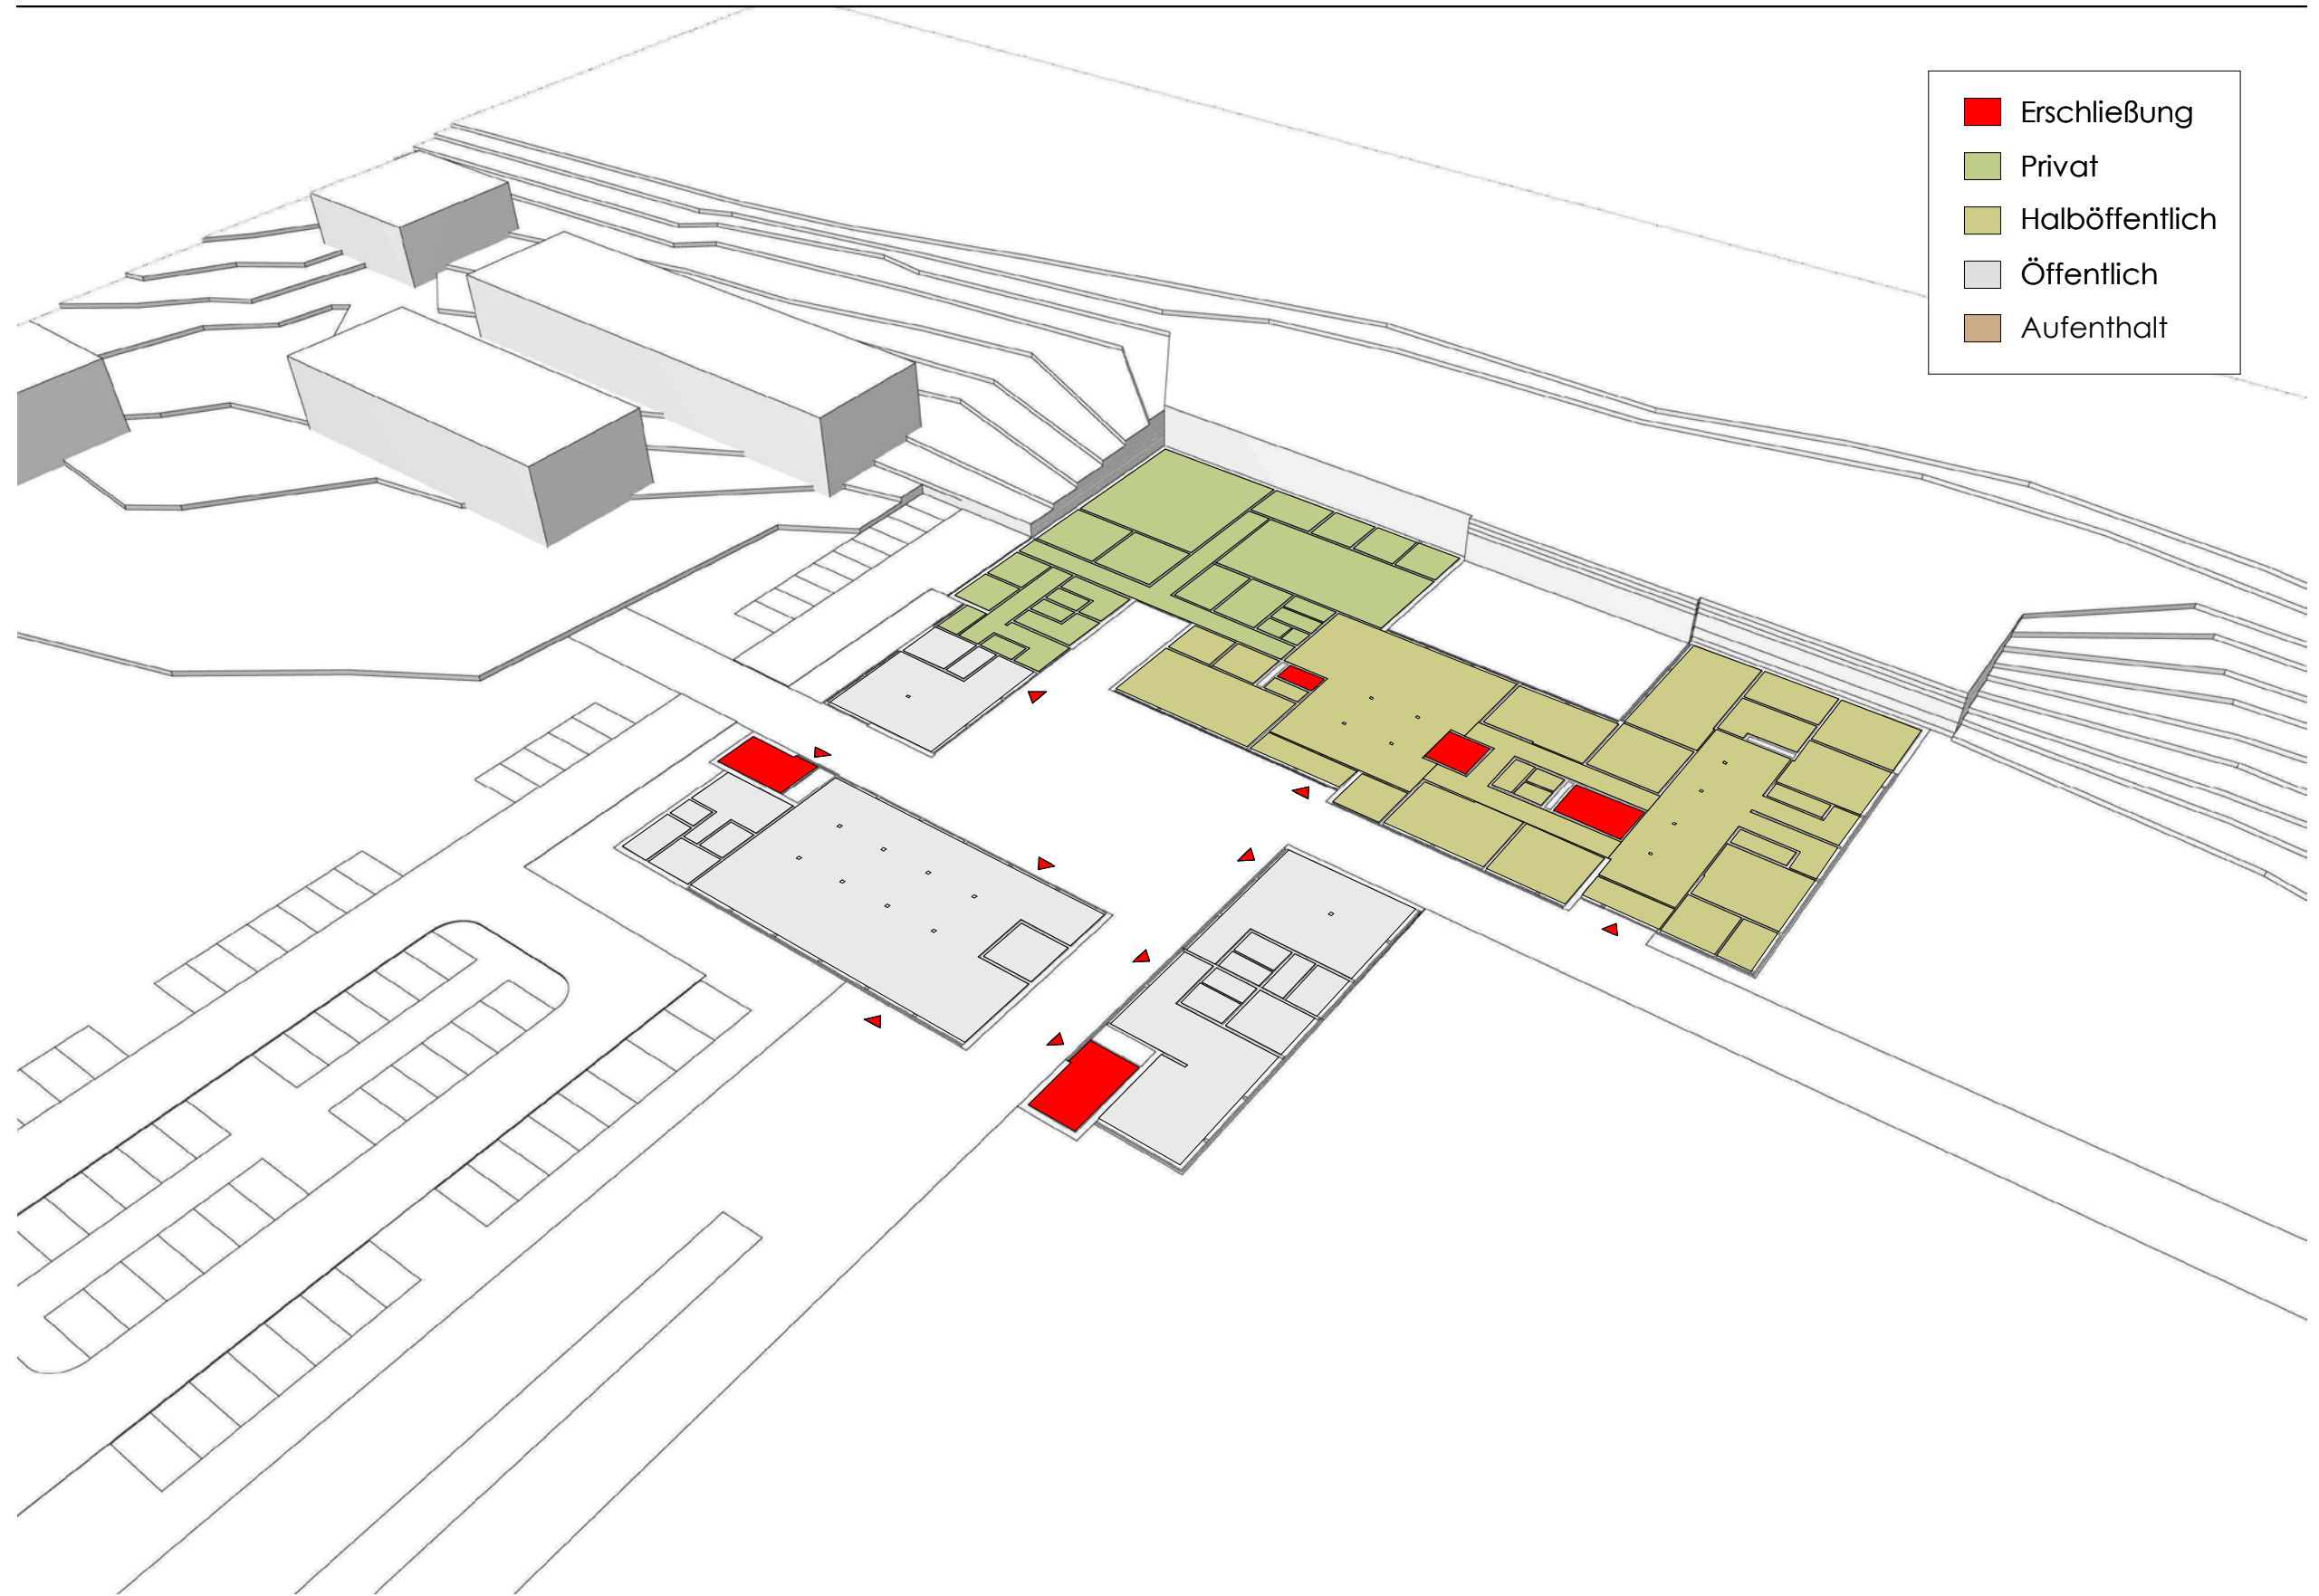 Erschließung
Privat
Halböffentlich
Öffentlich
Aufenthalt